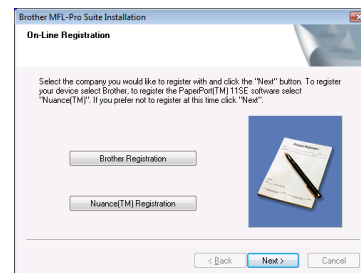 Brother MFL-Pro Suite Installation
On-Line Registration
Select the company you would like to register with and click the "Next" button. To register
your device select Brother, to register the PaperPort(TM) 11SE software select
"Nuance(TM)". If you prefer not to register at this time click "Next".
Brother Registration
Nuance(TM) Registration
< Back
Next >
Cancel